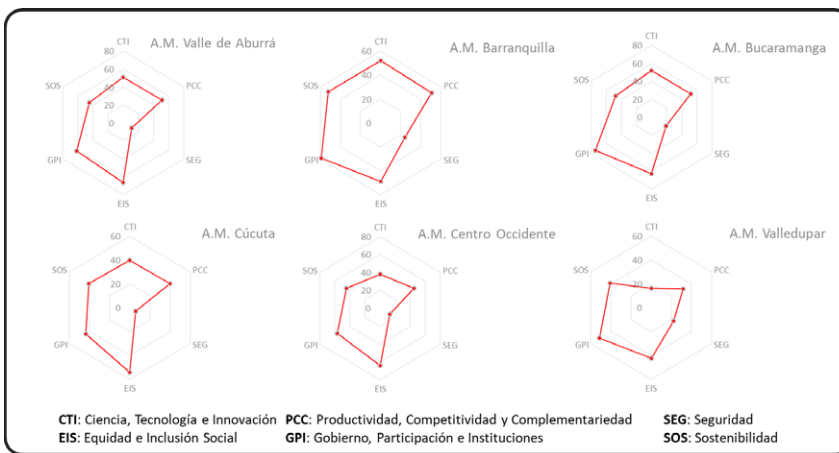 CTI A.M. Valle de Aburrá
80
60
40
20
0
PCC
SEG
EIS
GPI
SOS
CTI
A.M. Barranquilla
60
40
20
0
PCC
SEG
EIS
GPI
SOS
CTI
A.M. Bucaramanga
80
60
40
20
0
PCC
SEG
EIS
GPI
SOS
CTI A.M. Cúcuta
60
40
20
0
PCC
SEG
EIS
GPI
SOS
CTI A.M. Centro Occidente
80
60
40
20
0
PCC
SEG
EIS
GPI
SOS
CTI A.M. Valledupar
60
40
20
0
PCC
SEG
EIS
GPI
SOS
CTI: Ciencia, Tecnología e Innovación PCC: Productividad, Competitividad y Complementariedad SEG: Seguridad
EIS: Equidad e Inclusión Social GPI: Gobierno, Participación e Instituciones SOS: Sostenibilidad